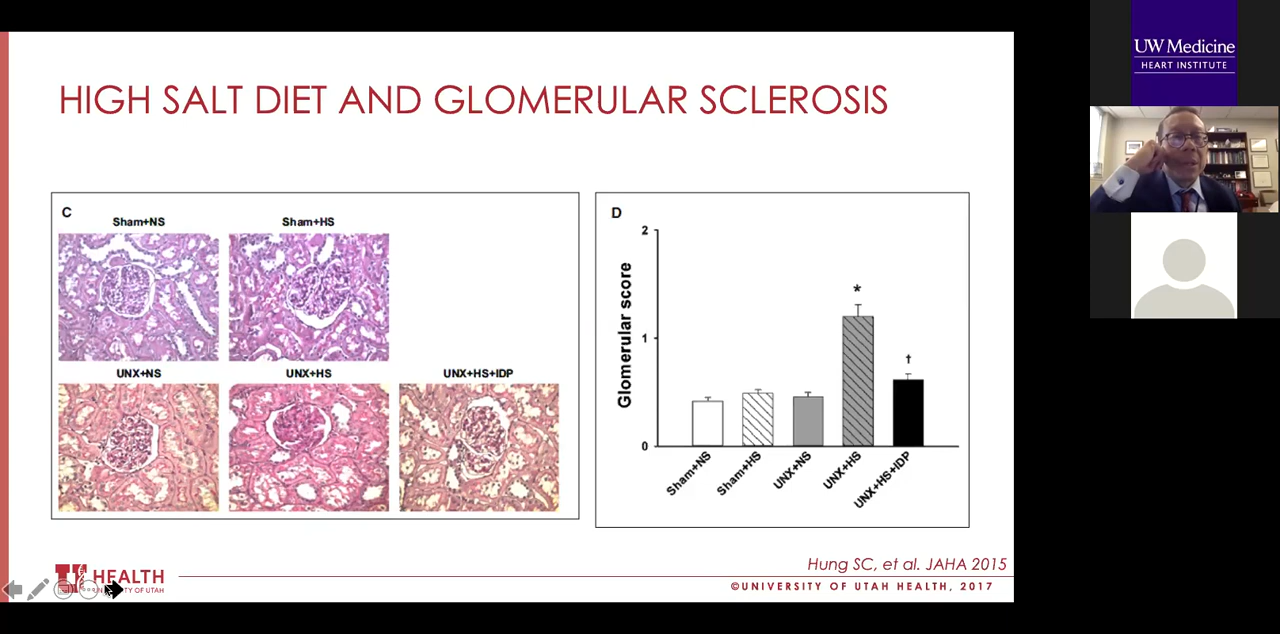 HIGH SALT DIET AND GLOMERULAR SCLEROSIS
C
Sham+NS
Sham+HS
UNX+NS
UNX+HS
UNX+HS+IDP
D
Glomerular score
2
1
0
*
†
Sham+NS
Sham+HS
UNX+NS
UNX+HS
UNX+HS+IDP
Hung SC, et al. JAHA 2015
HEALTH
OF UTAH
©UNIVERSITY OF UTAH HEALTH, 2017
UW Medicine
HEART INSTITUTE